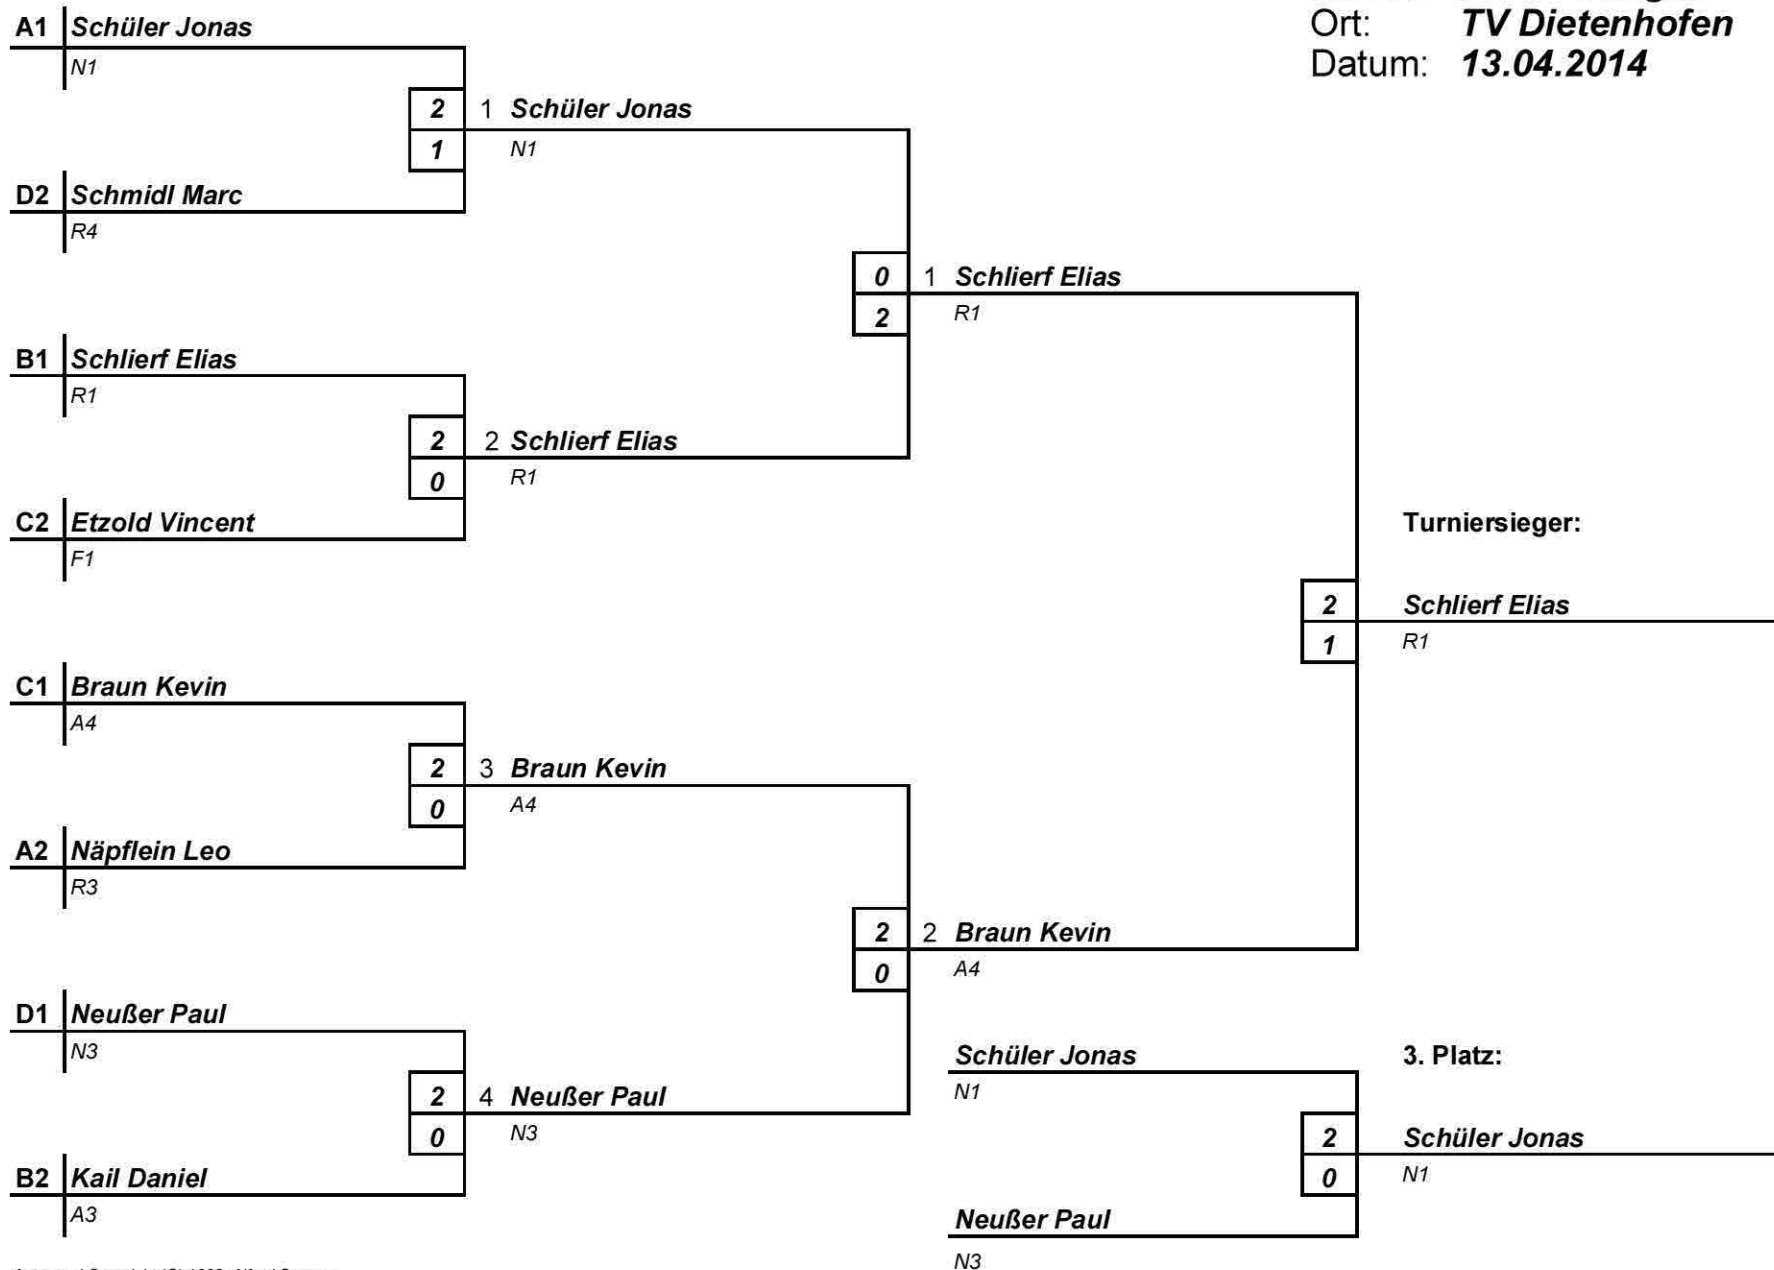 Ort: TV Dietenhofen
Datum: 13.04.2014
A1 Schüler Jonas
N1
2 1 Schüler Jonas
1 N1
D2 Schmidl Marc
R4
0 1 Schlierf Elias
2 R1
B1 Schlierf Elias
R1
2 2 Schlierf Elias
0 R1
C2 Etzold Vincent
F1
Turniersieger:
2 Schlierf Elias
1 R1
C1 Braun Kevin
A4
2 3 Braun Kevin
0 A4
A2 Näpflein Leo
R3
2 2 Braun Kevin
0 A4
D1 Neußer Paul
N3
2 4 Neußer Paul
0 N3
B2 Kail Daniel
A3
Schüler Jonas
N1
3. Platz:
2 Schüler Jonas
0 N1
Neußer Paul
N3